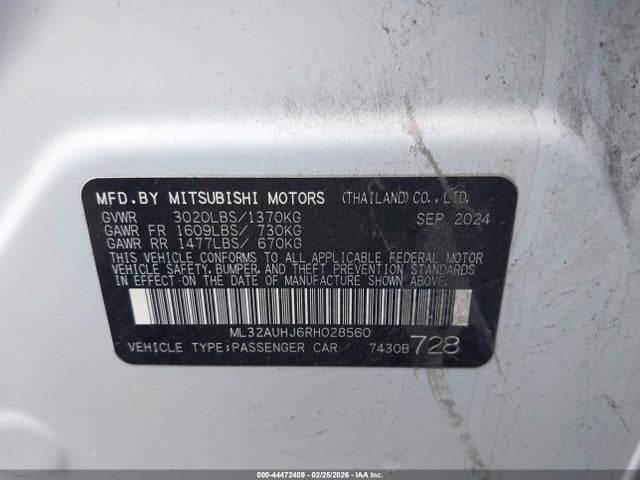 MFD.BY MITSUBISHI MOTORS (THAILAND) CO., LTD.
GVWR 3020LBS/1370KG SEP 2024
GAWR FR 1609LBS/ 730KG
GAWR RR 1477LBS/ 670KG
THIS VEHICLE CONFORMS TO ALL APPLICABLE FEDERAL MOTOR
VEHICLE SAFETY, BUMPER, AND THEFT PREVENTION STANDARDS
IN EFFECT ON THE DATE OF MANUFACTURE SHOWN ABOVE.
ML32AUHJ6RH028560
VEHICLE TYPE:PASSENGER CAR 7430B 728
000-44472409 - 02/25/2026 - IAA Inc.